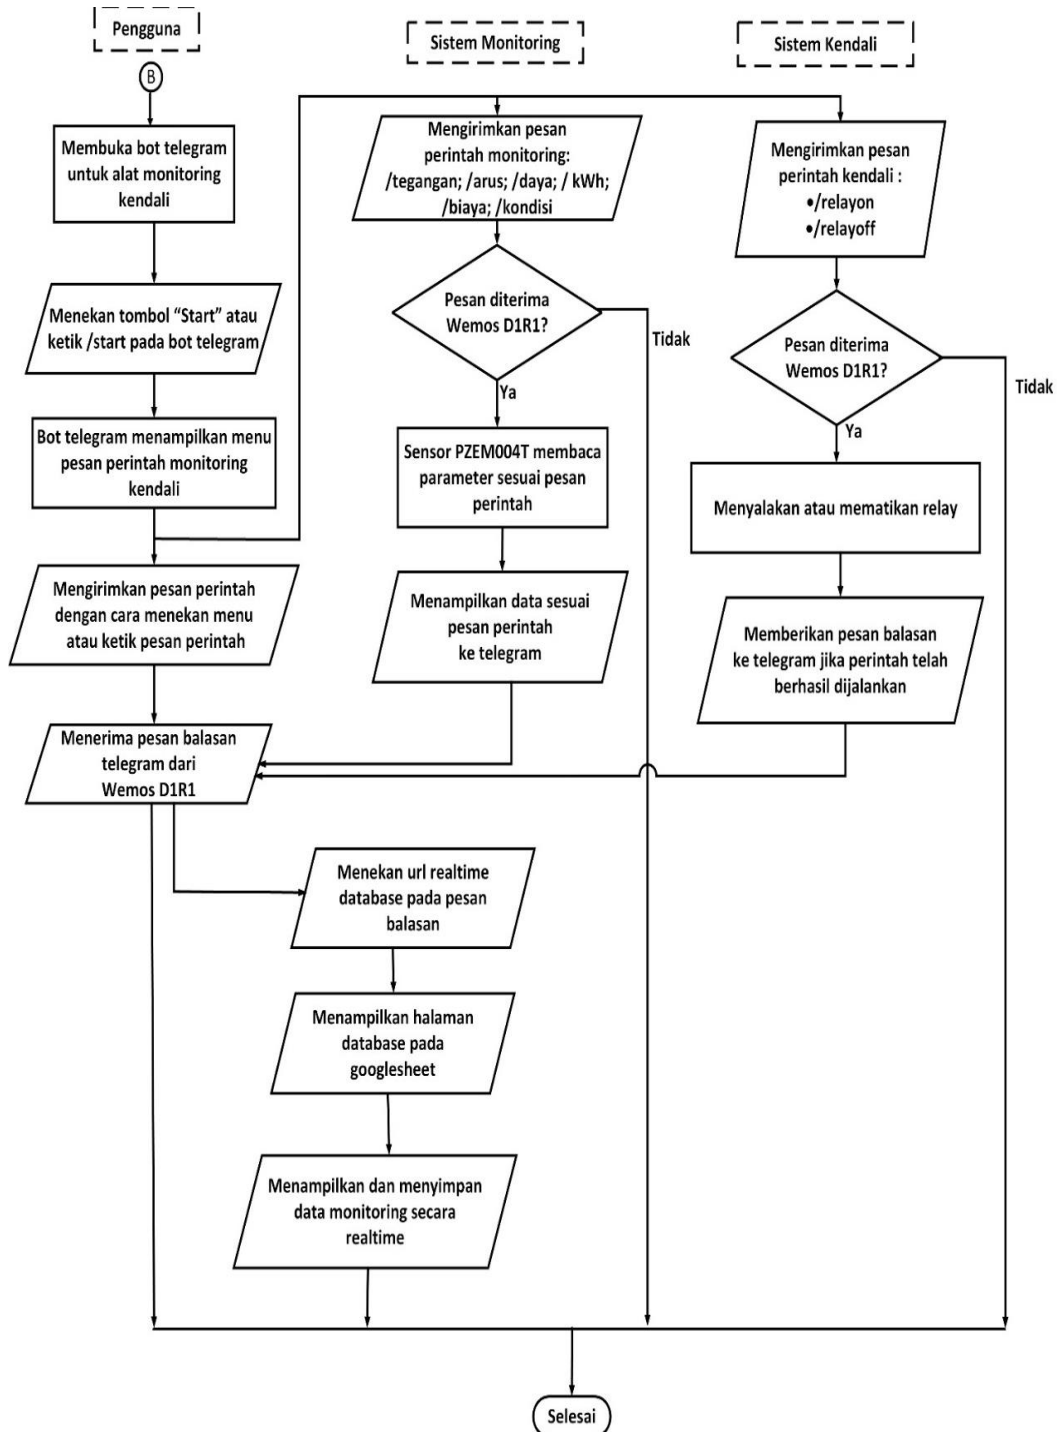 Pengguna
Sistem Monitoring
Sistem Kendali
B
Membuka bot telegram
untuk alat monitoring
kendali
Menekan tombol “Start” atau
ketik /start pada bot telegram
Bot telegram menampilkan menu
pesan perintah monitoring
kendali
Mengirimkan pesan perintah
dengan cara menekan menu
atau ketik pesan perintah
Menerima pesan balasan
telegram dari
Wemos D1R1
Mengirimkan pesan
perintah monitoring:
/tegangan; /arus; /daya; / kWh;
/biaya; /kondisi
Pesan diterima
Wemos D1R1?
Tidak
Ya
Sensor PZEM004T membaca
parameter sesuai pesan
perintah
Menampilkan data sesuai
pesan perintah
ke telegram
Mengirimkan pesan
perintah kendali :
•/relayon
•/relayoff
Pesan diterima
Wemos D1R1?
Tidak
Ya
Menyalakan atau mematikan relay
Memberikan pesan balasan
ke telegram jika perintah telah
berhasil dijalankan
Menekan url realtime
database pada pesan
balasan
Menampilkan halaman
database pada
googlesheet
Menampilkan dan menyimpan
data monitoring secara
realtime
Selesai